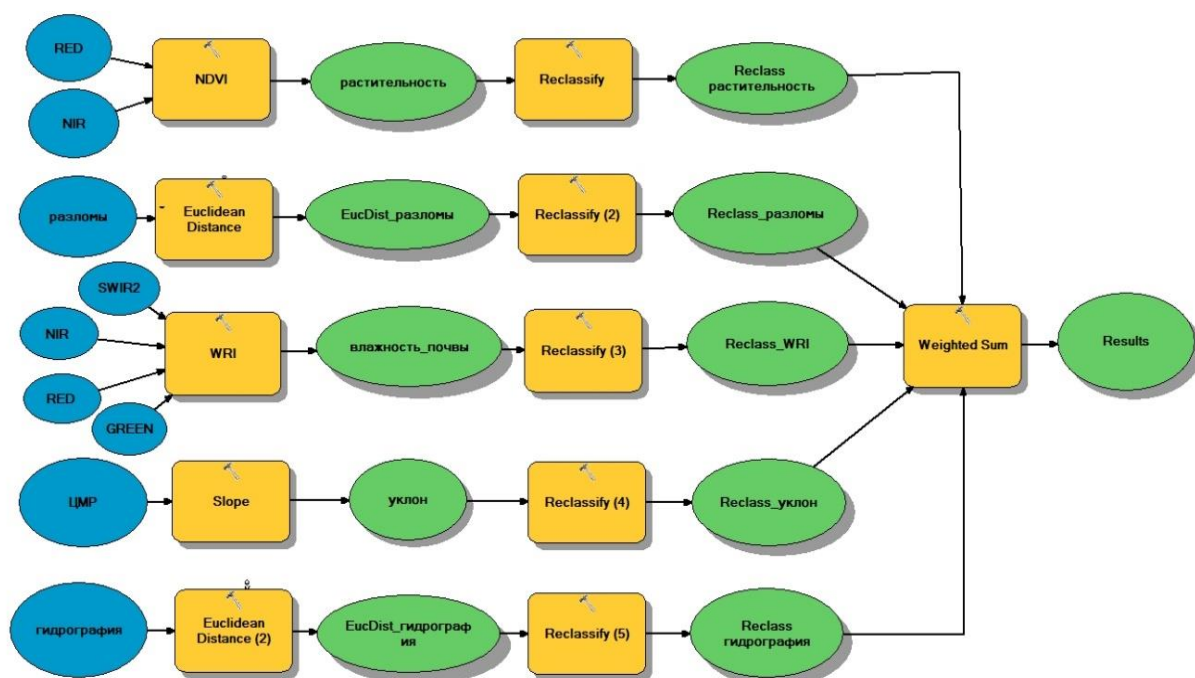 RED
NIR
NDVI
растительность
Reclassify
Reclass
растительность
разломы
Euclidean
Distance
EucDist_разломы
Reclassify (2)
Reclass_разломы
SWIR2
NIR
RED
GREEN
WRI
влажность_почвы
Reclassify (3)
Reclass_WRI
Weighted Sum
Results
ЦМР
Slope
уклон
Reclassify (4)
Reclass_уклон
гидрография
Euclidean
Distance (2)
EucDist_гидрограф
ия
Reclassify (5)
Reclass
гидрография